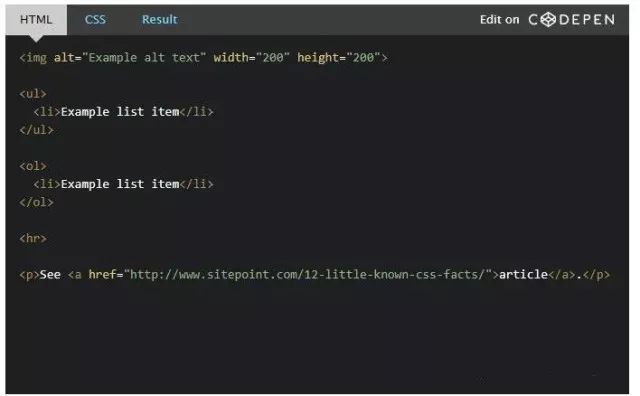 HTML CSS Result Edit on CODEPEN
<img alt="Example alt text" width="200" height="200">
<ul>
<li>Example list item</li>
</ul>
<ol>
<li>Example list item</li>
</ol>
<hr>
<p>See <a href="http://www.sitepoint.com/12-little-known-css-facts/">article</a>.</p>